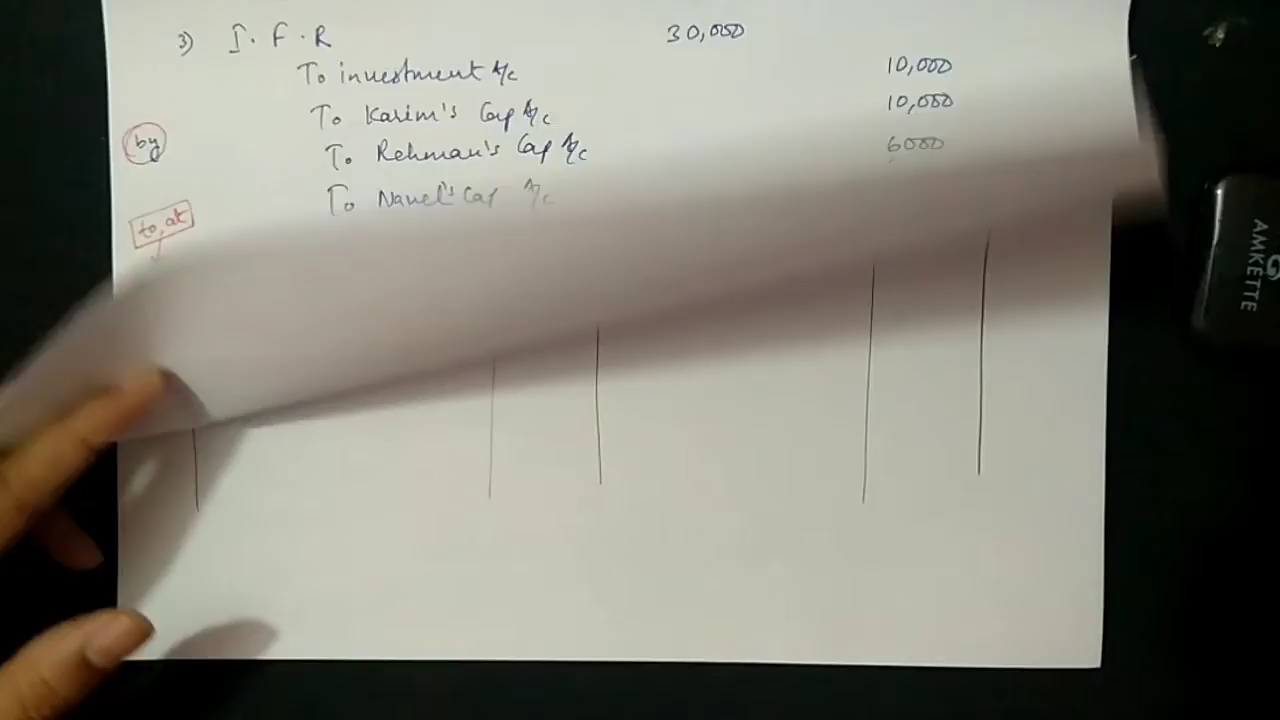 3) I.F.R 30,000
To investment A/c 10,000
To Karim's Cap A/c 10,000
by
To Rehman's Cap A/c 6000
To Navel's Cap A/c
to, at
AMKETTE